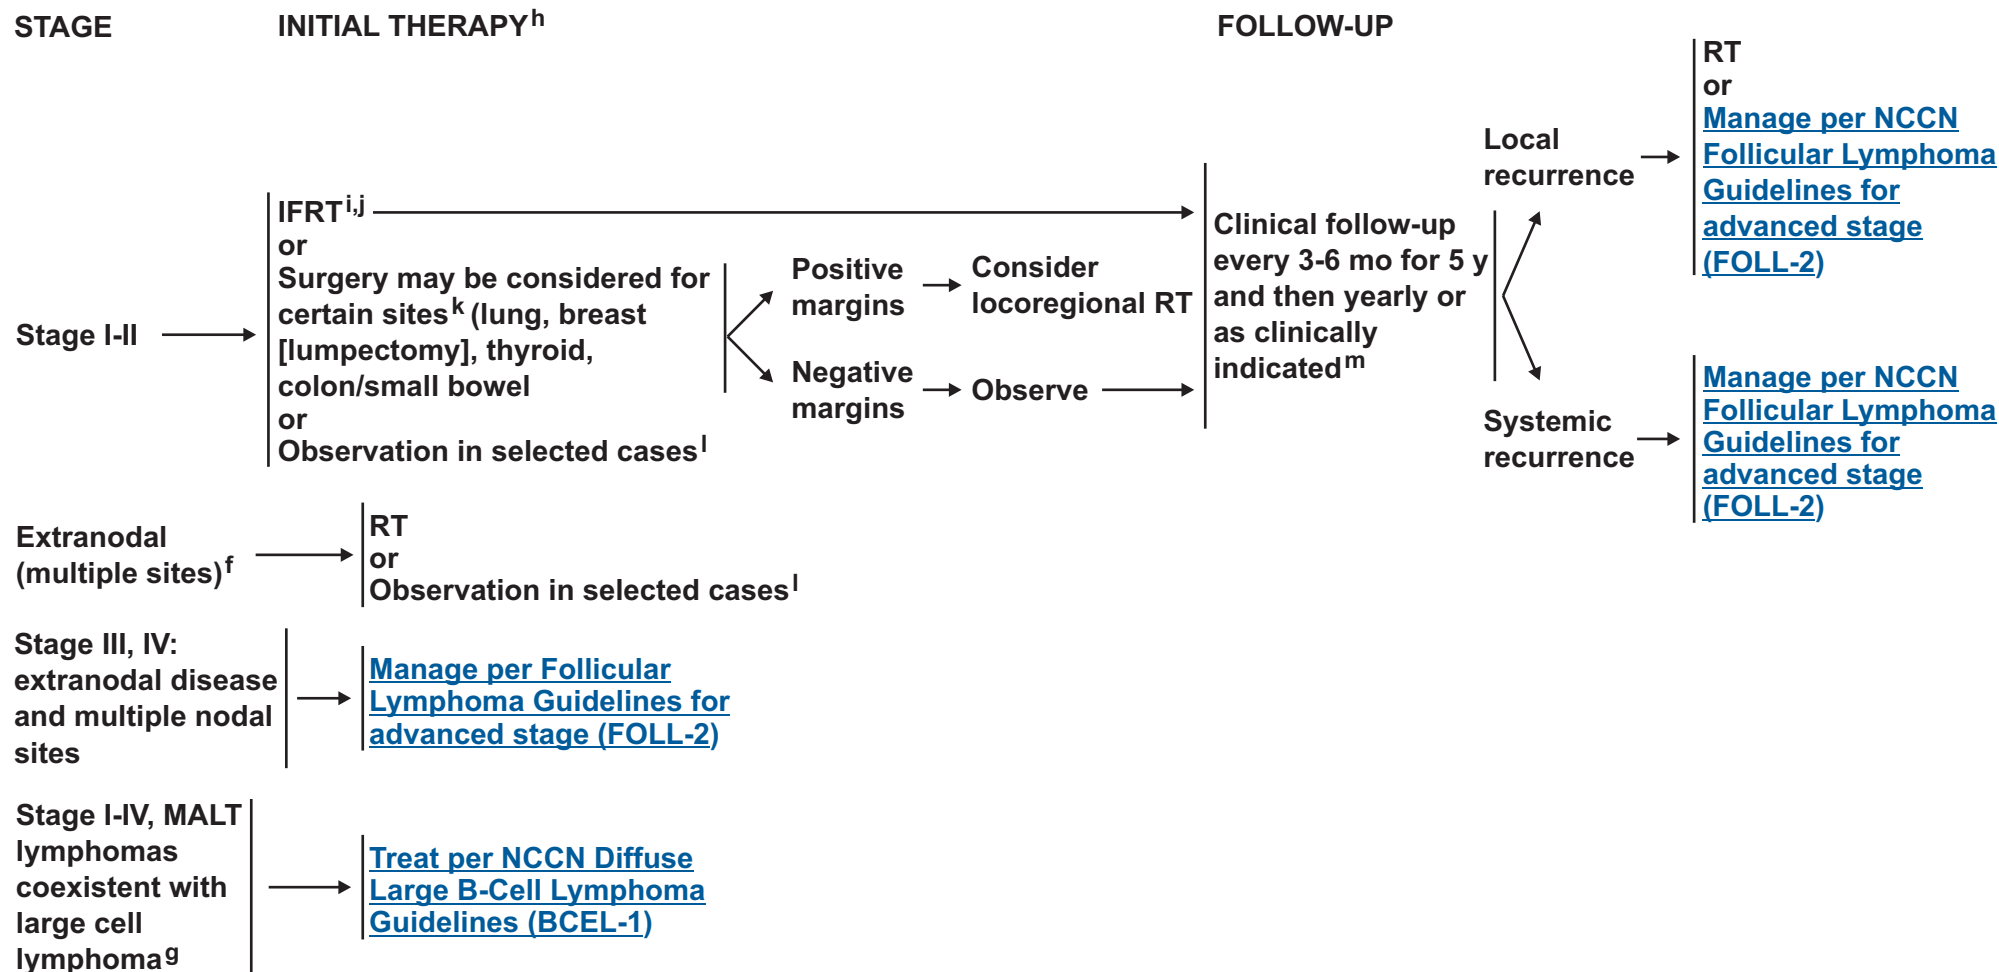 STAGE
INITIAL THERAPYh
FOLLOW-UP
Stage I-II
IFRTi,j
or
Surgery may be considered for
certain sitesk (lung, breast
[lumpectomy], thyroid,
colon/small bowel
or
Observation in selected casesl
Positive
margins
Consider
locoregional RT
Negative
margins
Observe
Clinical follow-up
every 3-6 mo for 5 y
and then yearly or
as clinically
indicatedm
Local
recurrence
RT
or
Manage per NCCN
Follicular Lymphoma
Guidelines for
advanced stage
(FOLL-2)
Systemic
recurrence
Manage per NCCN
Follicular Lymphoma
Guidelines for
advanced stage
(FOLL-2)
Extranodal
(multiple sites)f
RT
or
Observation in selected casesl
Stage III, IV:
extranodal disease
and multiple nodal
sites
Manage per Follicular
Lymphoma Guidelines for
advanced stage (FOLL-2)
Stage I-IV, MALT
lymphomas
coexistent with
large cell
lymphomag
Treat per NCCN Diffuse
Large B-Cell Lymphoma
Guidelines (BCEL-1)